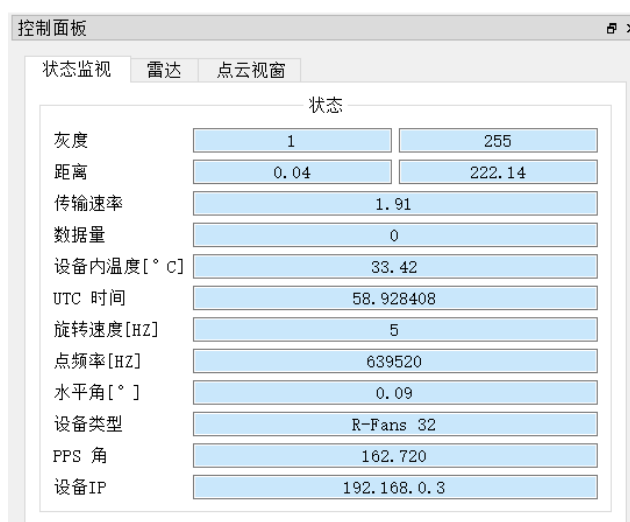 控制面板
状态监视 雷达 点云视窗
状态
灰度 1 255
距离 0.04 222.14
传输速率 1.91
数据量 0
设备内温度[°C] 33.42
UTC 时间 58.928408
旋转速度[HZ] 5
点频率[HZ] 639520
水平角[°] 0.09
设备类型 R-Fans 32
PPS 角 162.720
设备IP 192.168.0.3